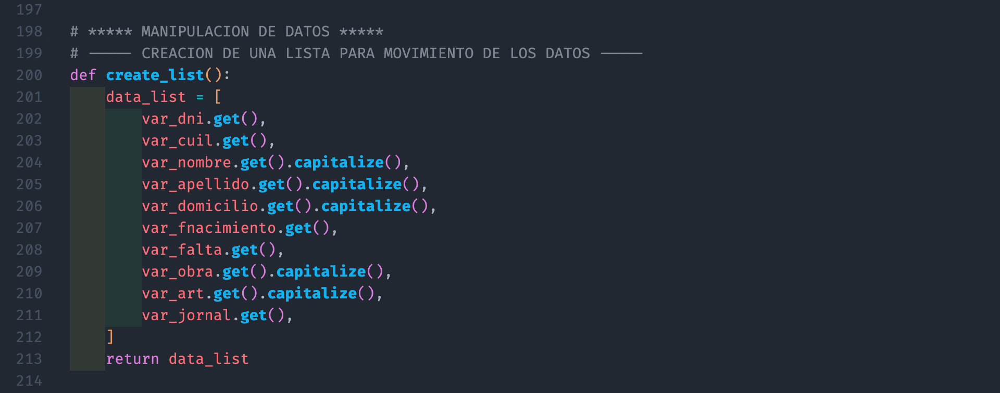 197
198 # ***** MANIPULACION DE DATOS *****
199 # ----- CREACION DE UNA LISTA PARA MOVIMIENTO DE LOS DATOS -----
200 def create_list():
201     data_list = [
202         var_dni.get(),
203         var_cuil.get(),
204         var_nombre.get().capitalize(),
205         var_apellido.get().capitalize(),
206         var_domicilio.get().capitalize(),
207         var_fnacimiento.get(),
208         var_falta.get(),
209         var_obra.get().capitalize(),
210         var_art.get().capitalize(),
211         var_jornal.get(),
212     ]
213     return data_list
214